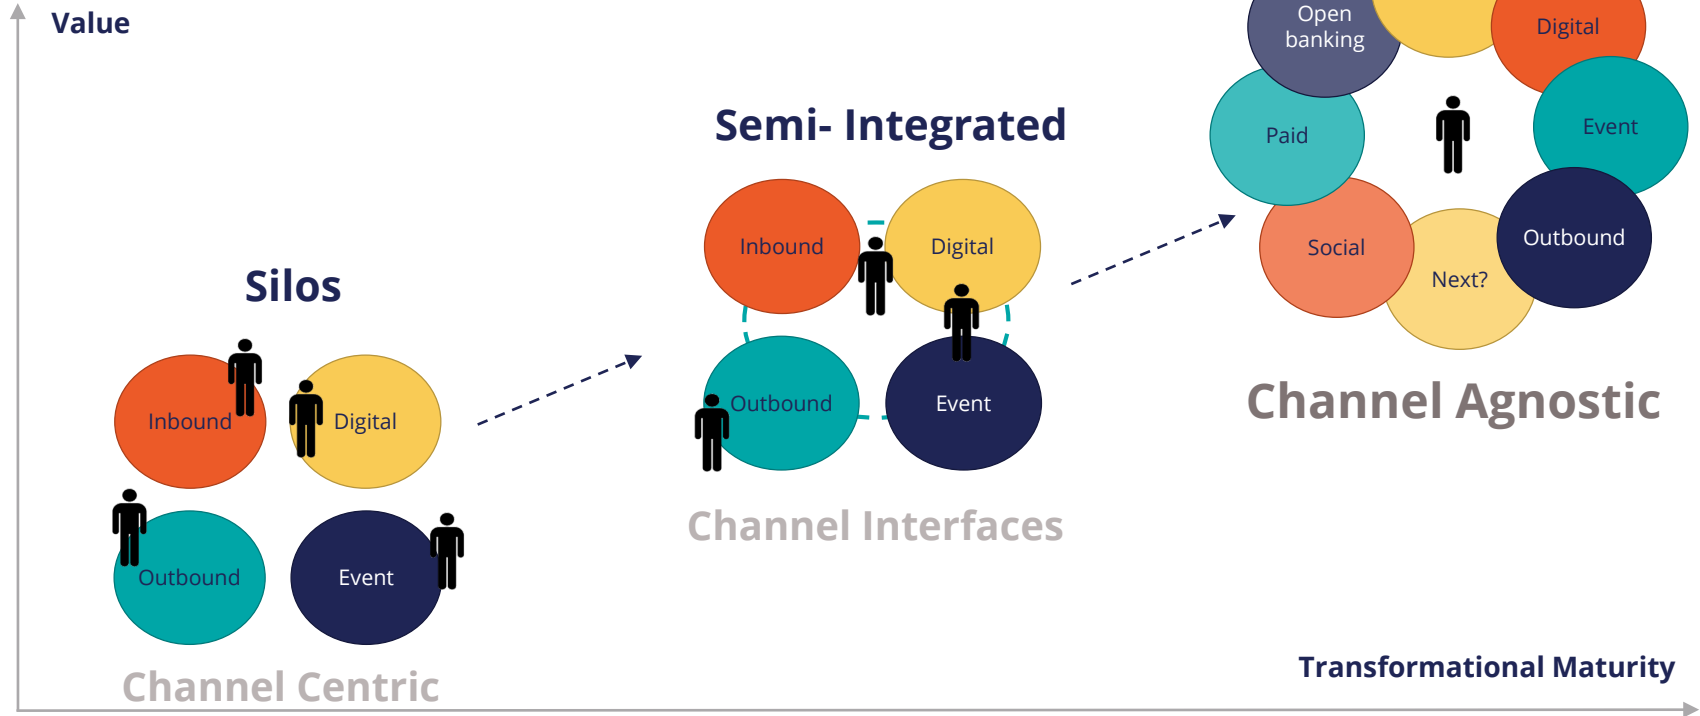 Value
Silos
Inbound
Digital
Outbound
Event
Channel Centric
Semi- Integrated
Inbound
Digital
Outbound
Event
Channel Interfaces
Open
banking
Digital
Paid
Event
Social
Next?
Outbound
Channel Agnostic
Transformational Maturity